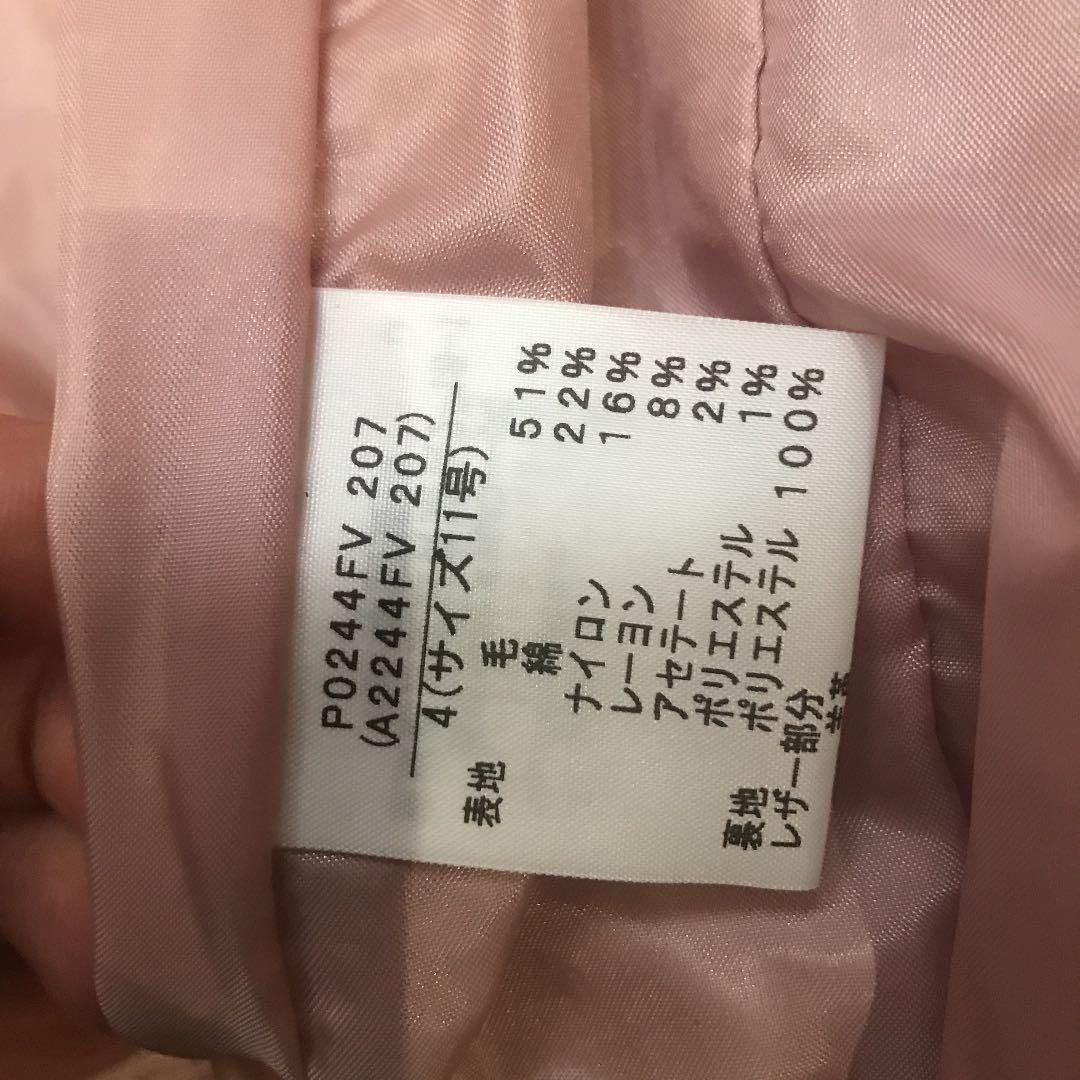 P0244FV 207
(A2244FV 207)
4(サイズ11号)
表地 毛 51%
綿 22%
ナイロン 16%
レーヨン 8%
アセテート 2%
ポリエステル 1%
裏地 ポリエステル 100%
レザー部分